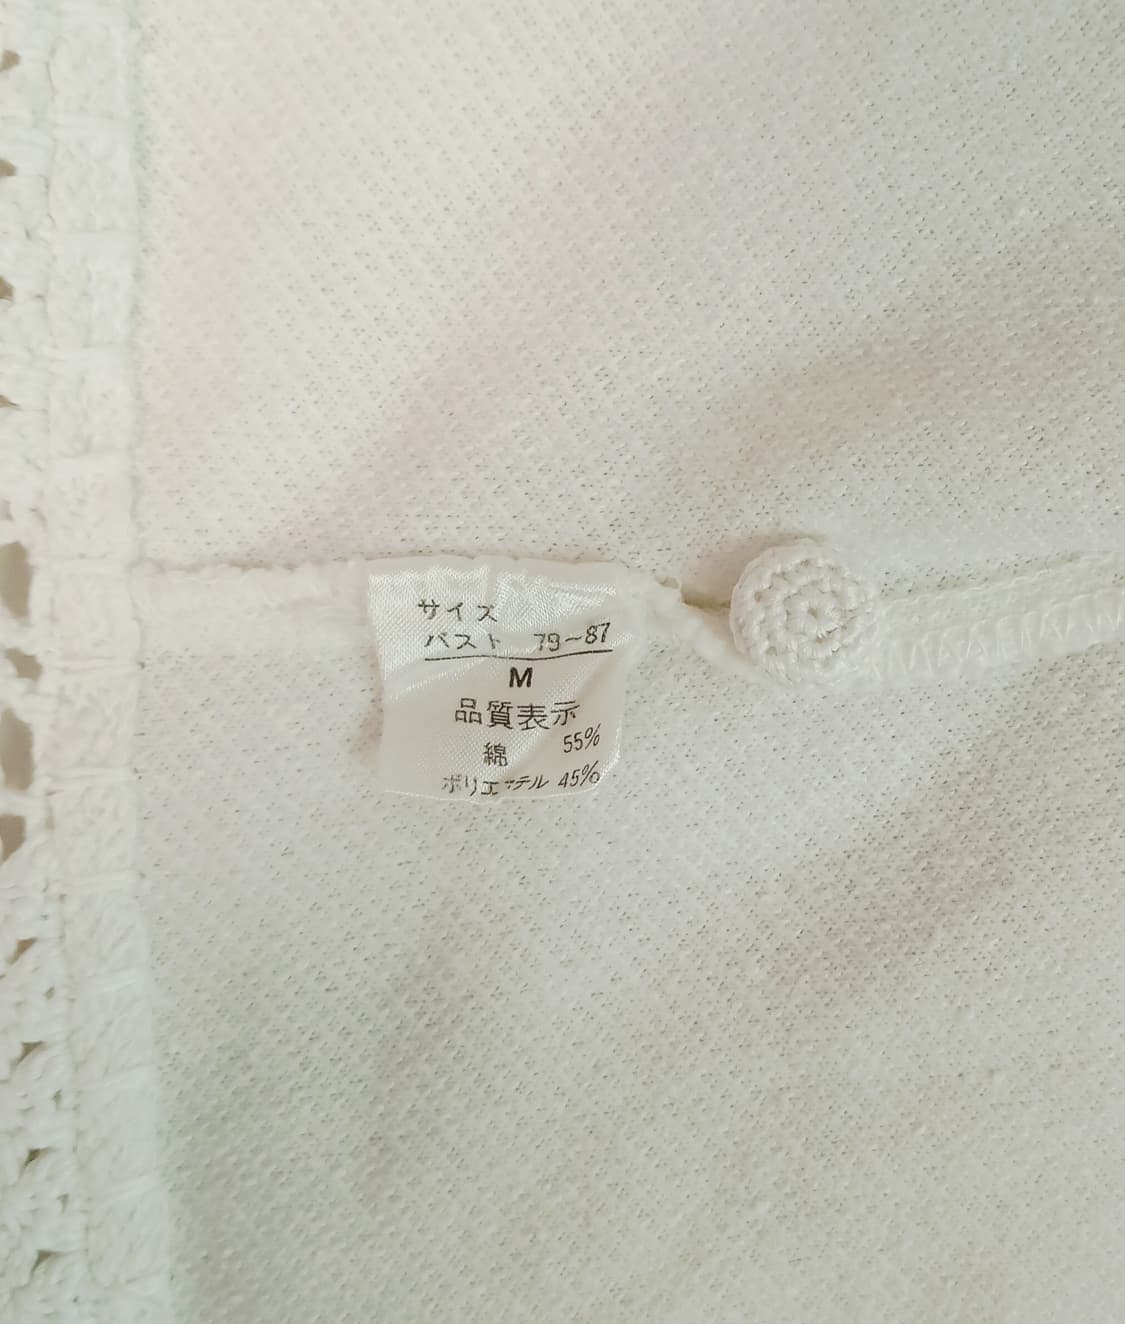 サイズ
バスト 79~87
M
品質表示
綿 55%
ポリエステル 45%